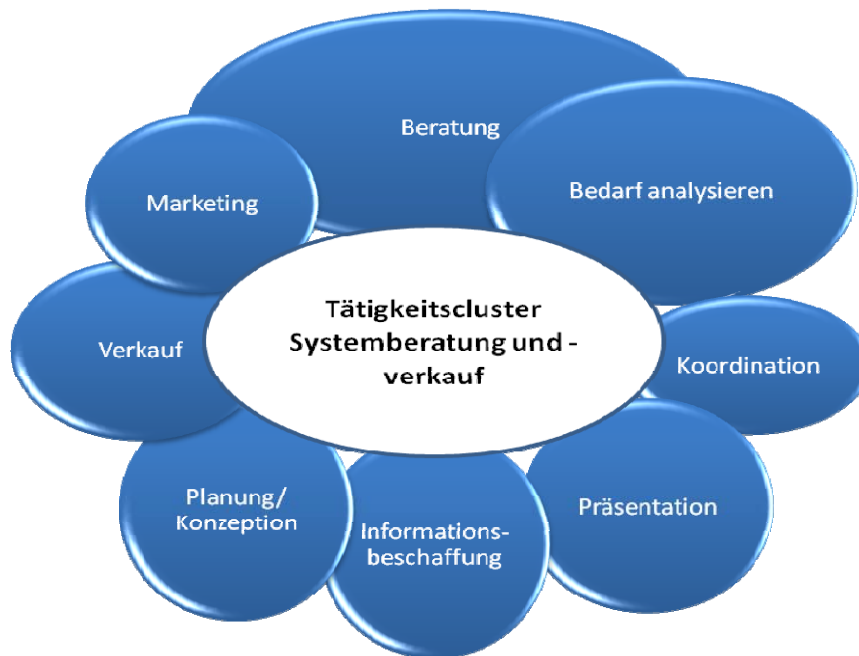 Beratung
Bedarf analysieren
Marketing
Tätigkeitscluster
Systemberatung und -
verkauf
Verkauf
Koordination
Planung/
Konzeption
Informations-
beschaffung
Präsentation